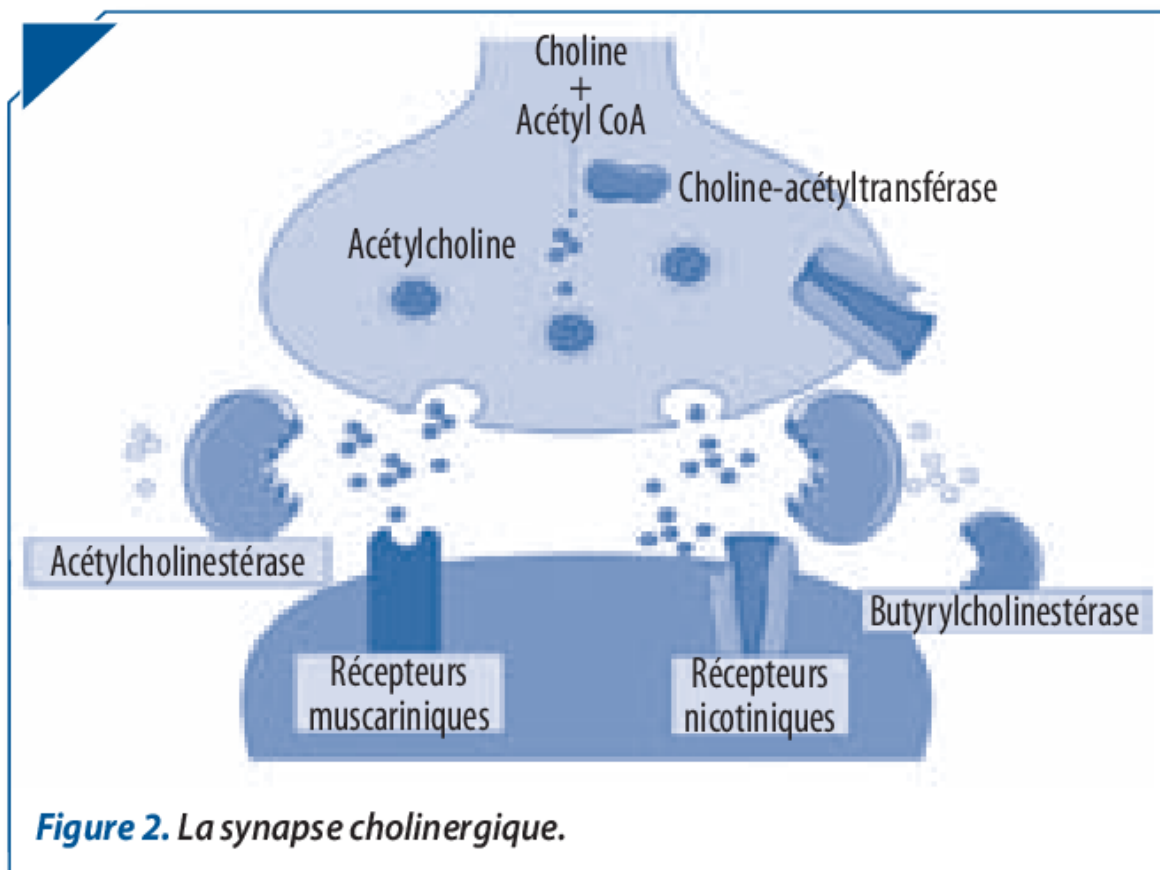 Choline
+
Acétyl CoA
Choline-acétyltransférase
Acétylcholine
Acétylcholinestérase
Butyrylcholinestérase
Récepteurs
muscariniques
Récepteurs
nicotiniques
Figure 2. La synapse cholinergique.